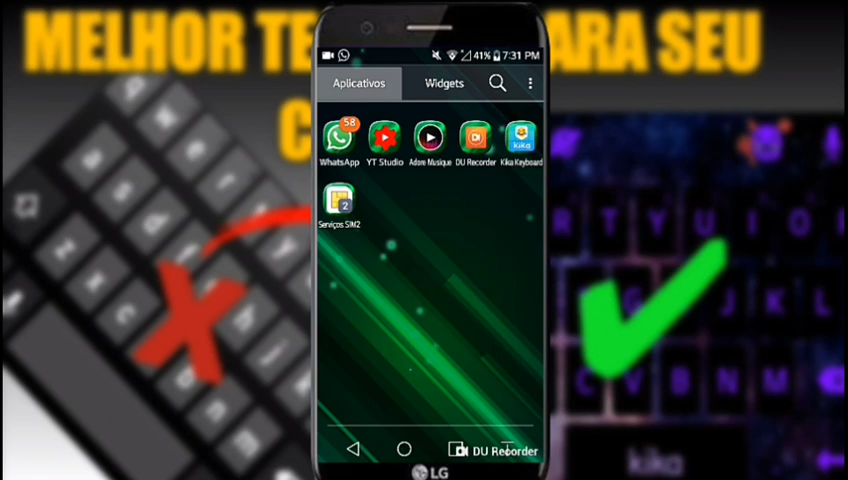 MELHOR TE ARA SEU
C
41% 7:31 PM
Aplicativos Widgets
58
WhatsApp YT Studio Adore Musique DU Recorder Kika Keyboard
kika
2
Serviços SIM2
R T Y U I O
G J K L
C V B N M
kika
DU Recorder
LG